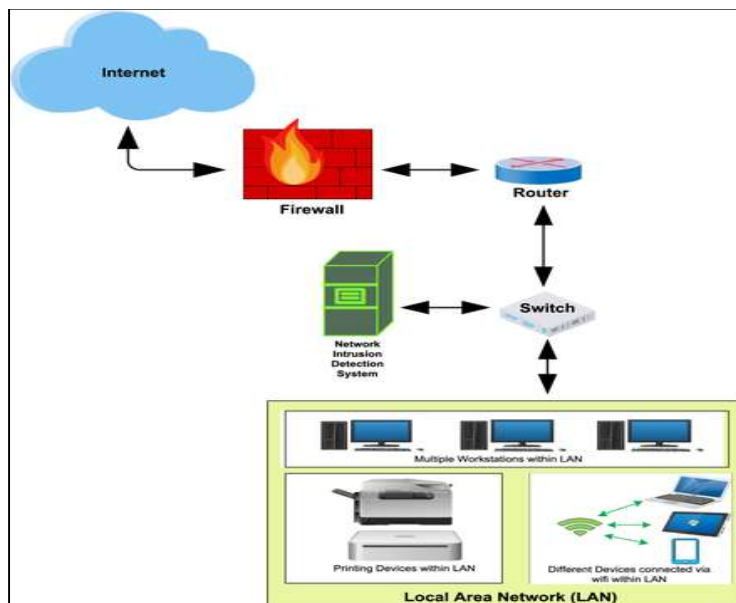 Internet
Firewall
Router
Switch
Network
Intrusion
Detection
System
Multiple Workstations within LAN
Printing Devices within LAN
Different Devices connected via
wifi within LAN
Local Area Network (LAN)